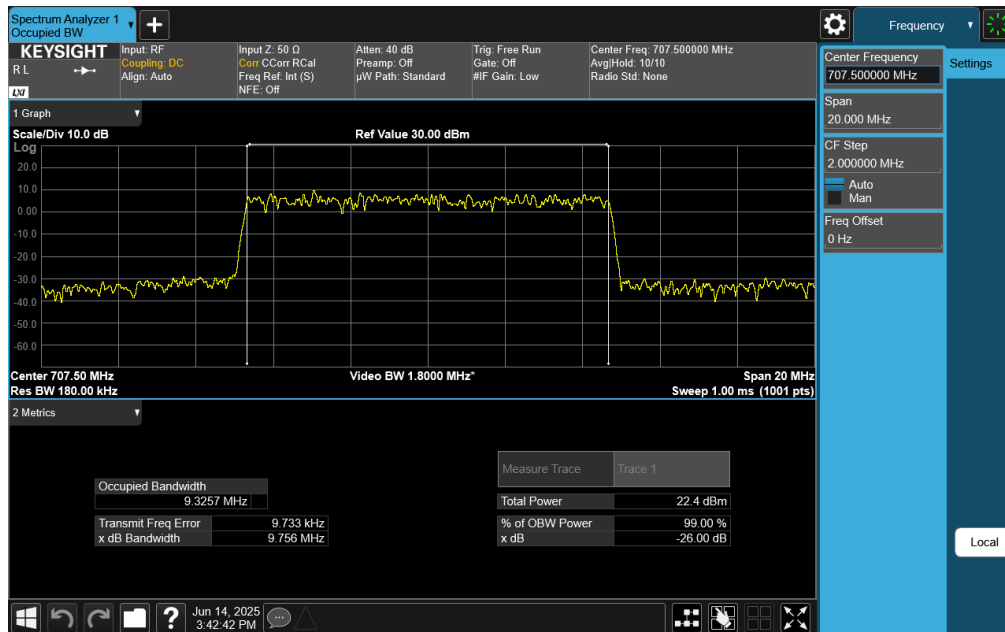 Spectrum Analyzer 1
Occupied BW
Frequency
KEYSIGHT
R L
LXI
Input: RF
Coupling: DC
Align: Auto
Input Z: 50 Ω
Corr CCorr RCal
Freq Ref: Int (S)
NFE: Off
Atten: 40 dB
Preamp: Off
µW Path: Standard
Trig: Free Run
Gate: Off
#IF Gain: Low
Center Freq: 707.500000 MHz
Avg|Hold: 10/10
Radio Std: None
Center Frequency
707.500000 MHz
Settings
Span
20.000 MHz
CF Step
2.000000 MHz
Auto
Man
Freq Offset
0 Hz
1 Graph
Scale/Div 10.0 dB
Ref Value 30.00 dBm
Log
20.0
10.0
0.00
-10.0
-20.0
-30.0
-40.0
-50.0
-60.0
Center 707.50 MHz
Video BW 1.8000 MHz*
Span 20 MHz
Res BW 180.00 kHz
Sweep 1.00 ms (1001 pts)
2 Metrics
Measure Trace
Trace 1
Occupied Bandwidth
9.3257 MHz
Total Power
22.4 dBm
Transmit Freq Error
9.733 kHz
% of OBW Power
99.00 %
x dB Bandwidth
9.756 MHz
x dB
-26.00 dB
Local
?
Jun 14, 2025
3:42:42 PM